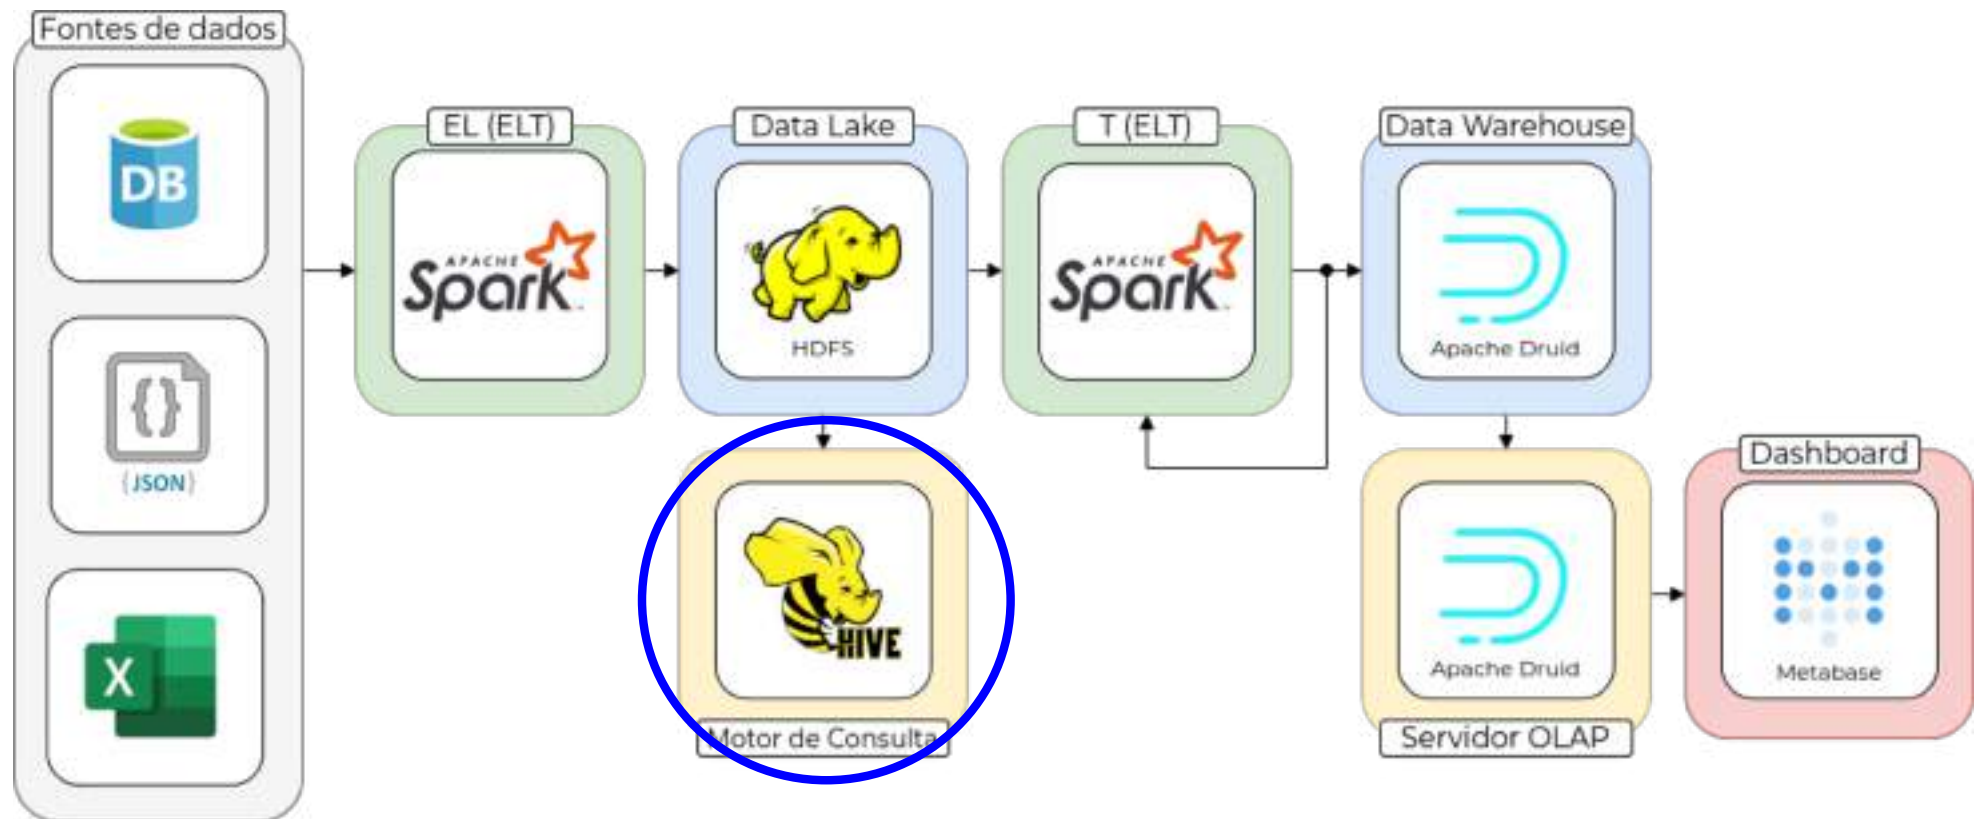 Fontes de dados
DB
{JSON}
X
EL (ELT)
APACHE
Spark
Data Lake
HDFS
HIVE
Motor de Consulta
T (ELT)
APACHE
Spark
Data Warehouse
Apache Druid
Apache Druid
Servidor OLAP
Dashboard
Metabase